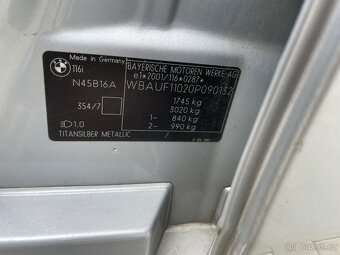 Made in Germany
116i
BAYERISCHE MOTOREN WERKE AG
e1*2001/116*0287*
N45B16A
WBAUF11020P090132
1745 kg
3020 kg
354/7
1- 840 kg
2- 990 kg
1.0
TITANSILBER METALLIC